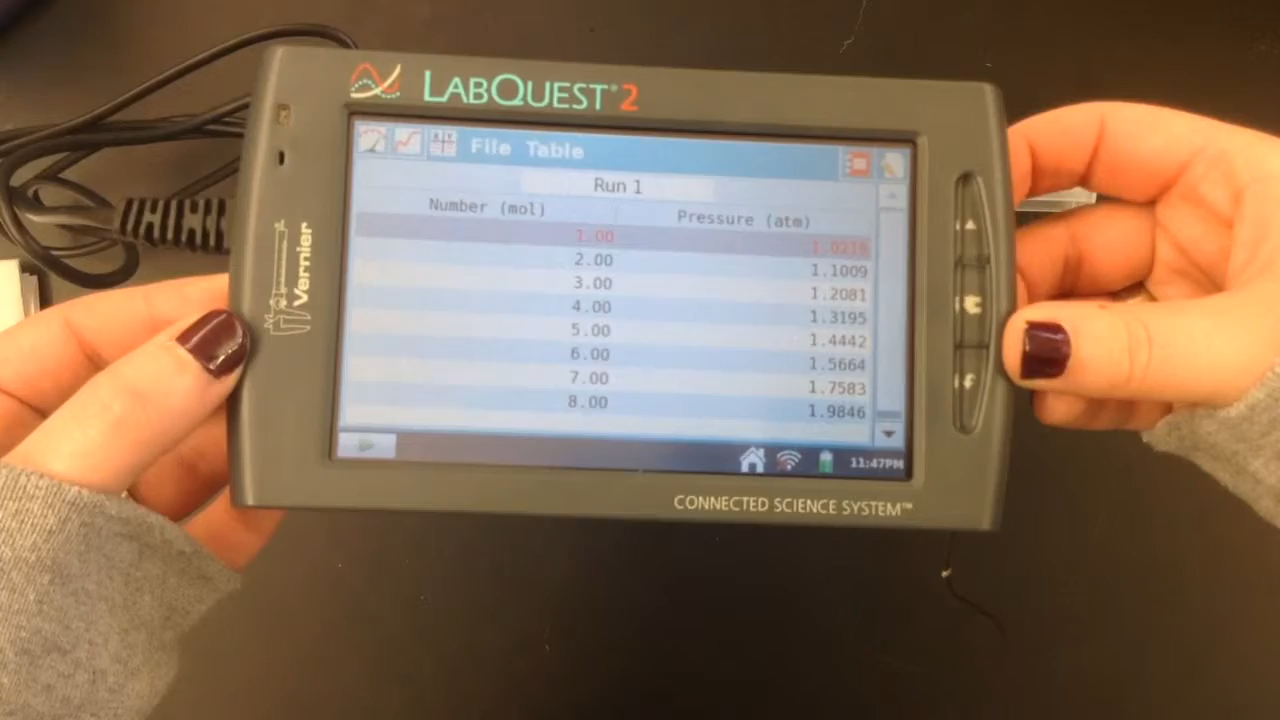 LABQUEST® 2
File Table
Run 1
Number (mol) Pressure (atm)
1.00
2.00 1.1009
3.00 1.2081
4.00 1.3195
5.00 1.4442
6.00 1.5664
7.00 1.7583
8.00 1.9846
11:47PM
Vernier
CONNECTED SCIENCE SYSTEM™